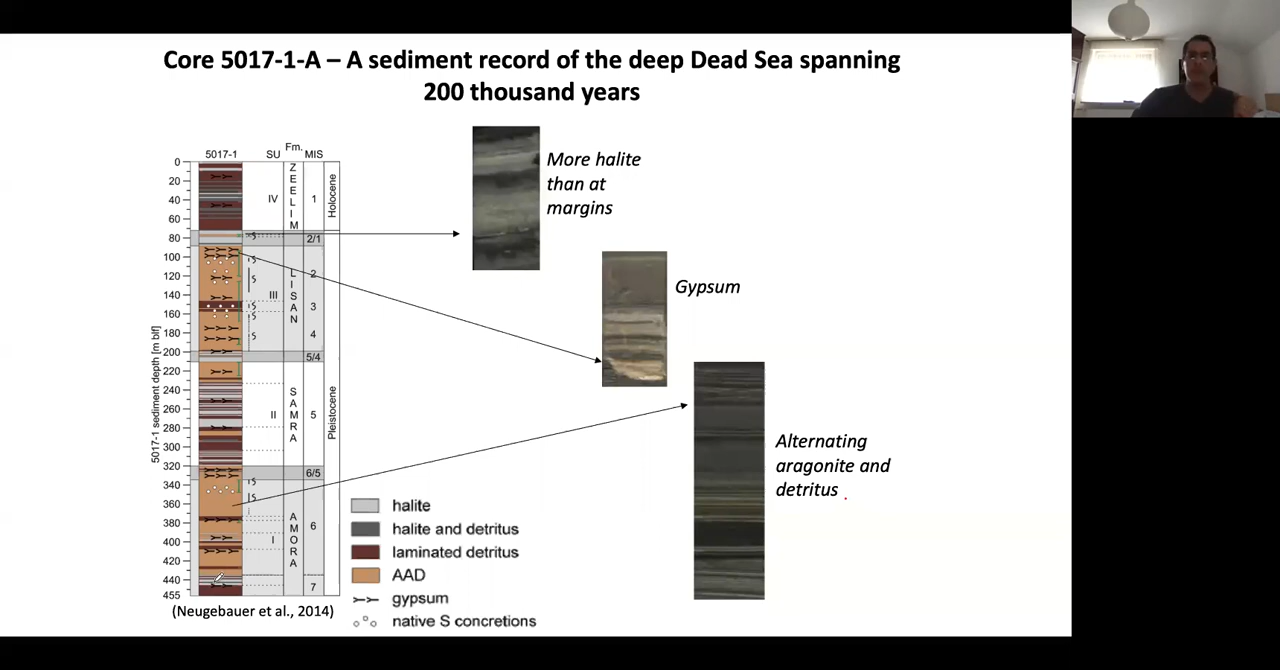 Core 5017-1-A – A sediment record of the deep Dead Sea spanning
200 thousand years
5017-1 SU Fm. MIS
5017-1 sediment depth [m blf]
0
20
40
60
80
100
120
140
160
180
200
220
240
260
280
300
320
340
360
380
400
420
440
455
IV
III
II
I
ZEELIM
LISAN
SAMRA
AMORA
1
2/1
2
3
4
5/4
5
6/5
6
7
Holocene
Pleistocene
S
S
S
S
S
S
S
S
More halite
than at
margins
Gypsum
Alternating
aragonite and
detritus
halite
halite and detritus
laminated detritus
AAD
gypsum
native S concretions
(Neugebauer et al., 2014)